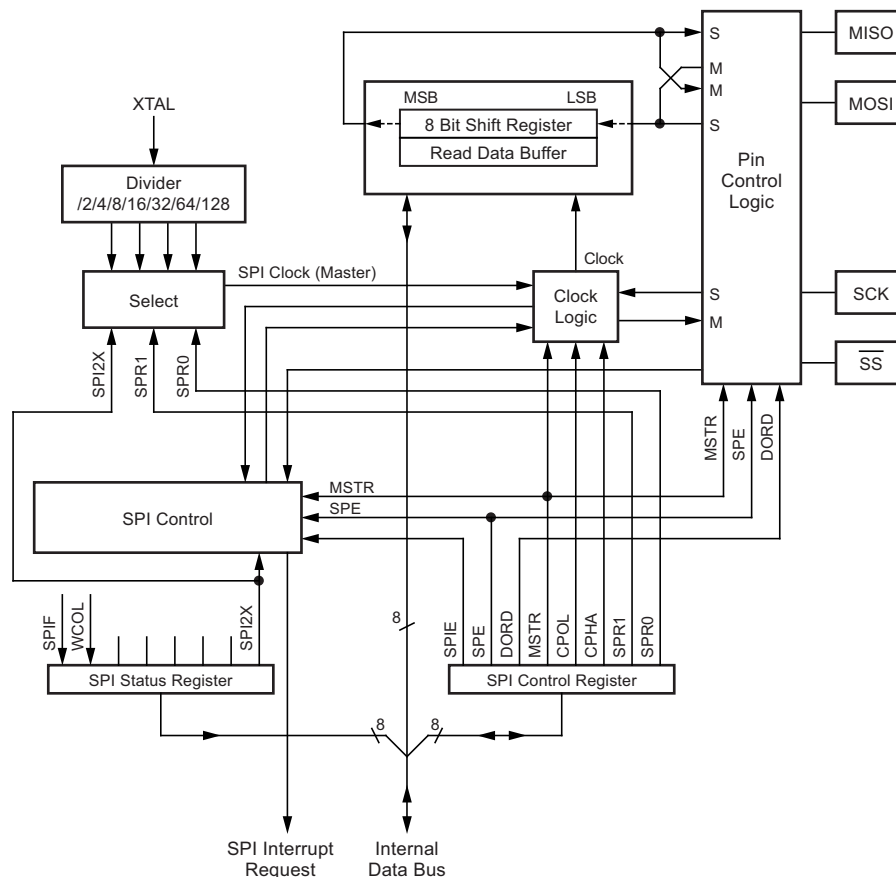 S
MISO
M
M
MSB
LSB
MOSI
XTAL
8 Bit Shift Register
S
Read Data Buffer
Pin
Control
Logic
Divider
/2/4/8/16/32/64/128
SPI Clock (Master)
Clock
Select
Clock
Logic
S
M
SCK
SS
SPI2X
SPR1
SPR0
MSTR
SPE
DORD
MSTR
SPE
SPI Control
8
SPIF
WCOL
SPI2X
SPIE
SPE
DORD
MSTR
CPOL
CPHA
SPR1
SPR0
SPI Status Register
SPI Control Register
8
8
SPI Interrupt
Request
Internal
Data Bus